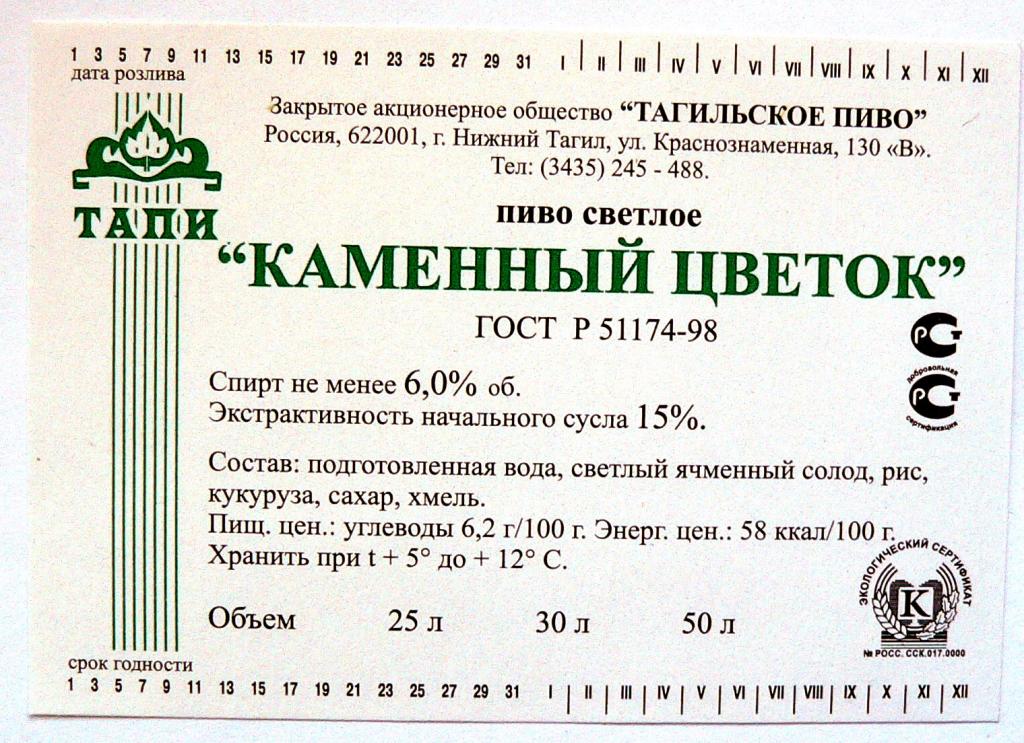 1 3 5 7 9 11 13 15 17 19 21 23 25 27 29 31 I II III IV V VI VII VIII IX X XI XII
дата розлива
ТАПИ
Закрытое акционерное общество “ТАГИЛЬСКОЕ ПИВО”
Россия, 622001, г. Нижний Тагил, ул. Краснознаменная, 130 «В».
Тел: (3435) 245 - 488.
пиво светлое
“КАМЕННЫЙ ЦВЕТОК”
ГОСТ Р 51174-98
РСТ
добровольная
РСТ
сертификация
Спирт не менее 6,0% об.
Экстрактивность начального сусла 15%.
Состав: подготовленная вода, светлый ячменный солод, рис,
кукуруза, сахар, хмель.
Пищ. цен.: углеводы 6,2 г/100 г. Энерг. цен.: 58 ккал/100 г.
Хранить при t + 5° до + 12° С.
ЭКОЛОГИЧЕСКИЙ СЕРТИФИКАТ
К
№ РОСС. ССК.017.0000
Объем 25 л 30 л 50 л
срок годности
1 3 5 7 9 11 13 15 17 19 21 23 25 27 29 31 I II III IV V VI VII VIII IX X XI XII